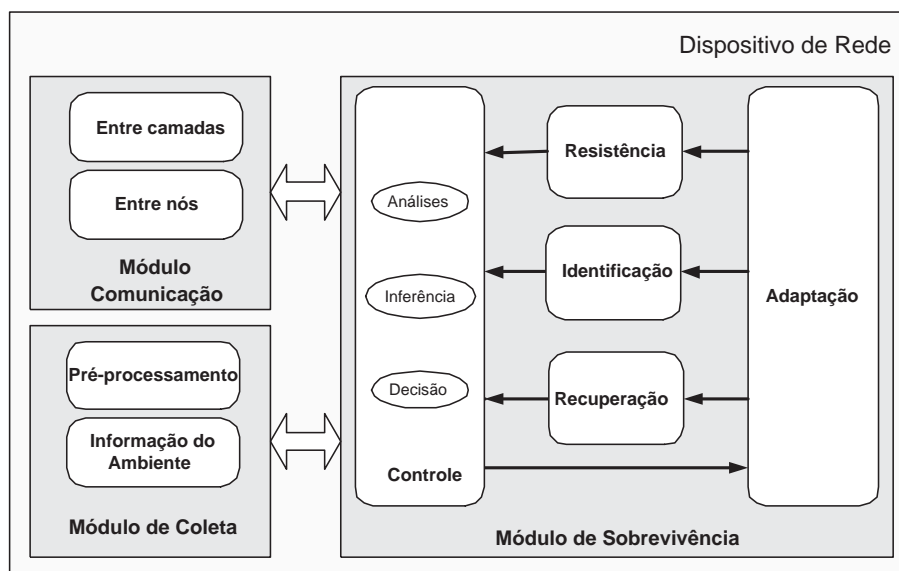 Dispositivo de Rede
Entre camadas
Entre nós
Módulo
Comunicação
Pré-processamento
Informação do
Ambiente
Módulo de Coleta
Análises
Inferência
Decisão
Controle
Resistência
Identificação
Recuperação
Adaptação
Módulo de Sobrevivência